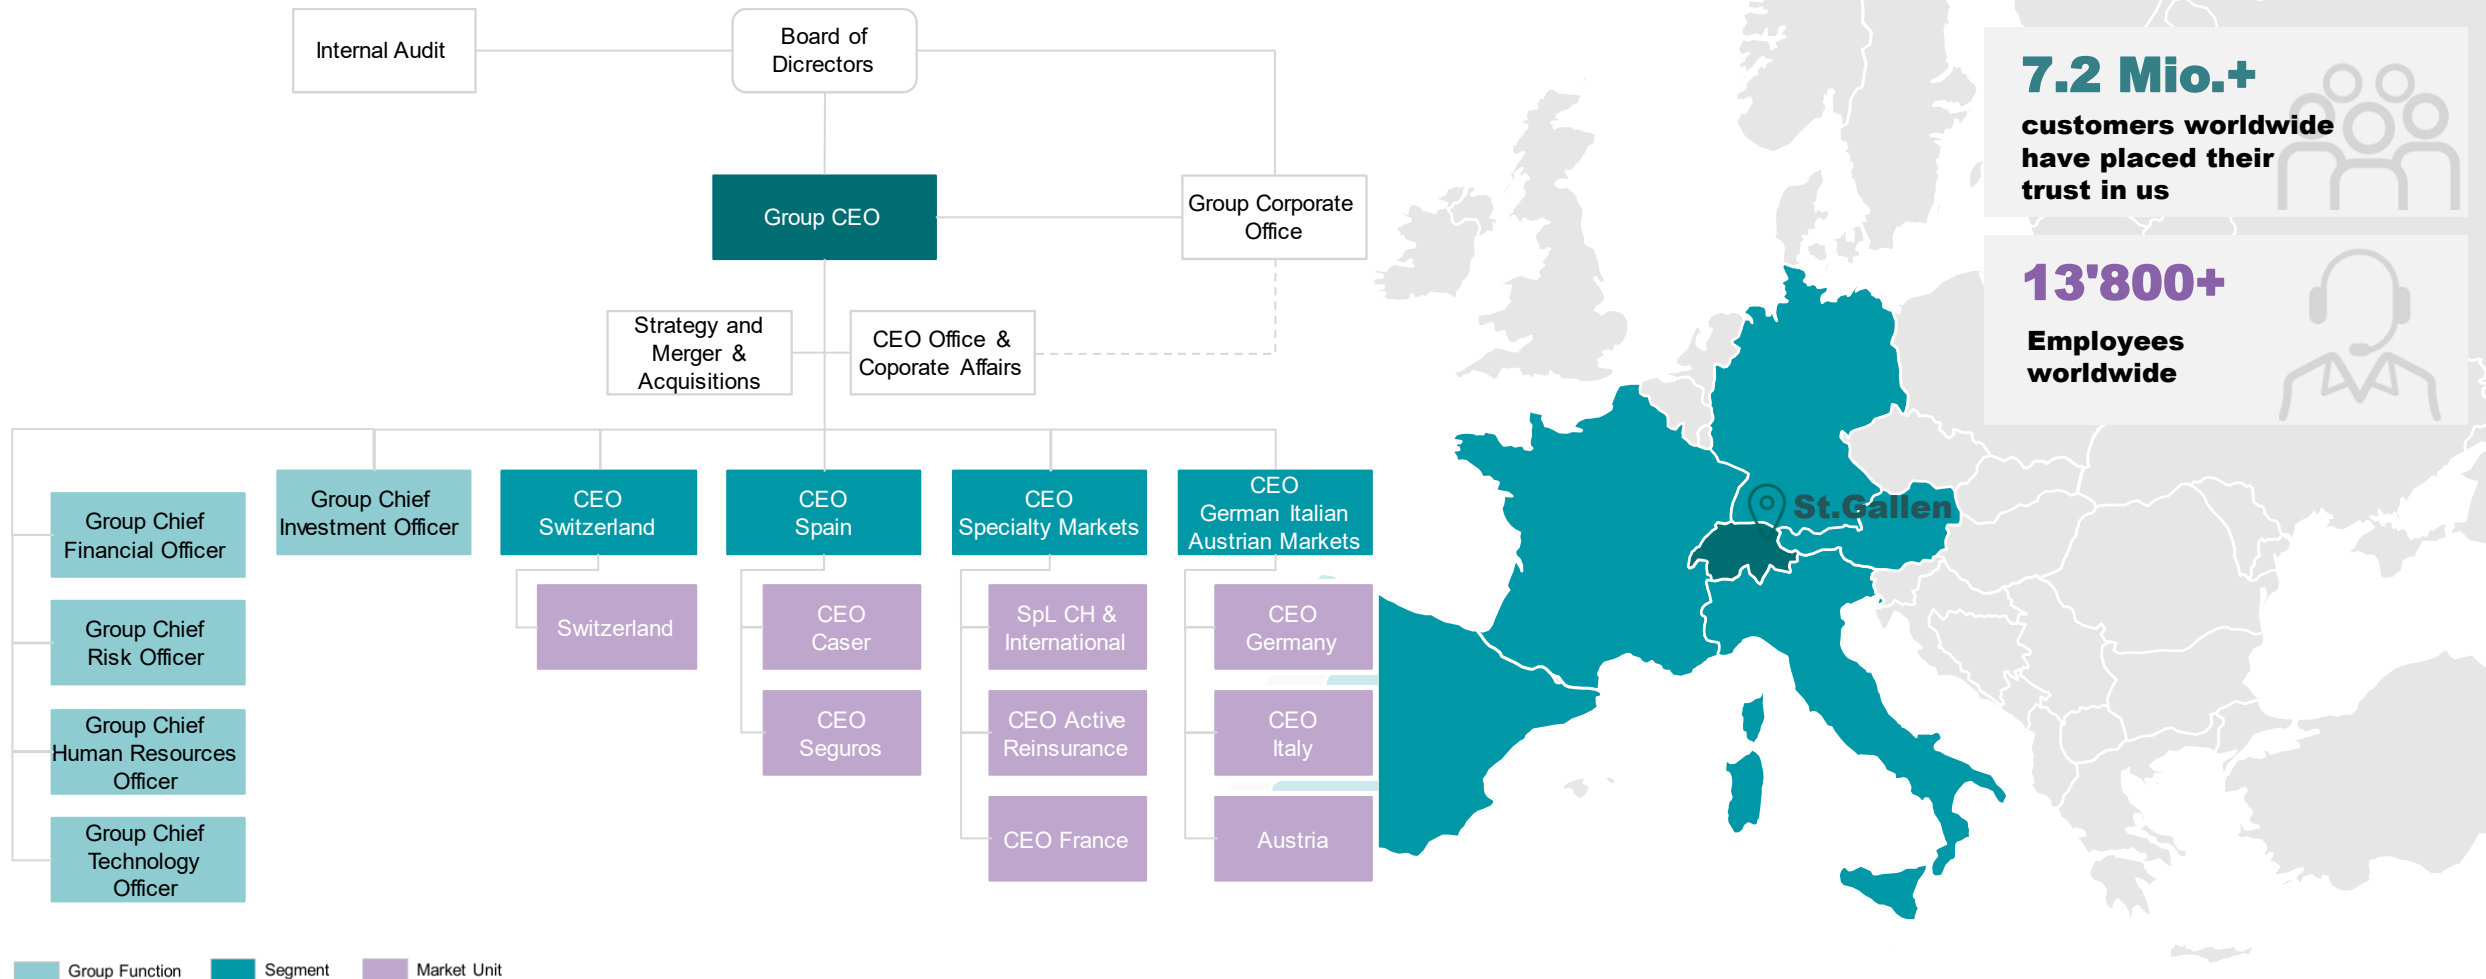 Internal Audit
Board of
Dicrectors
Group CEO
Group Corporate
Office
Strategy and
Merger &
Acquisitions
CEO Office &
Coporate Affairs
Group Chief
Financial Officer
Group Chief
Risk Officer
Group Chief
Human Resources
Officer
Group Chief
Technology
Officer
Group Chief
Investment Officer
CEO
Switzerland
Switzerland
CEO
Spain
CEO
Caser
CEO
Seguros
CEO
Specialty Markets
SpL CH &
International
CEO Active
Reinsurance
CEO France
CEO
German Italian
Austrian Markets
CEO
Germany
CEO
Italy
Austria
Group Function
Segment
Market Unit
St.Gallen
7.2 Mio.+
customers worldwide
have placed their
trust in us
13'800+
Employees
worldwide